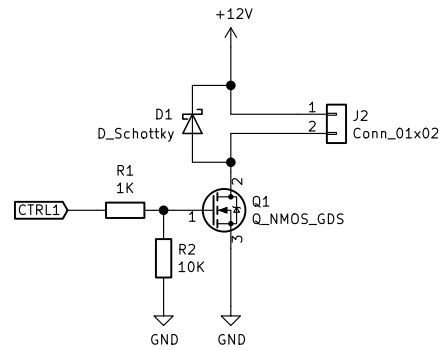 +12V
D1
D_Schottky
1
2
J2
Conn_01x02
R1
1K
2
Q1
Q_NMOS_GDS
CTRL1
1
3
R2
10K
GND
GND